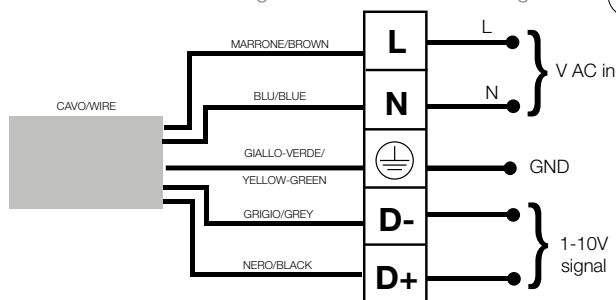 MARRONE/BROWN
L
L
V AC in
BLU/BLUE
N
N
CAVO/WIRE
GIALLO-VERDE/
YELLOW-GREEN
GND
GRIGIO/GREY
D-
1-10V
signal
NERO/BLACK
D+